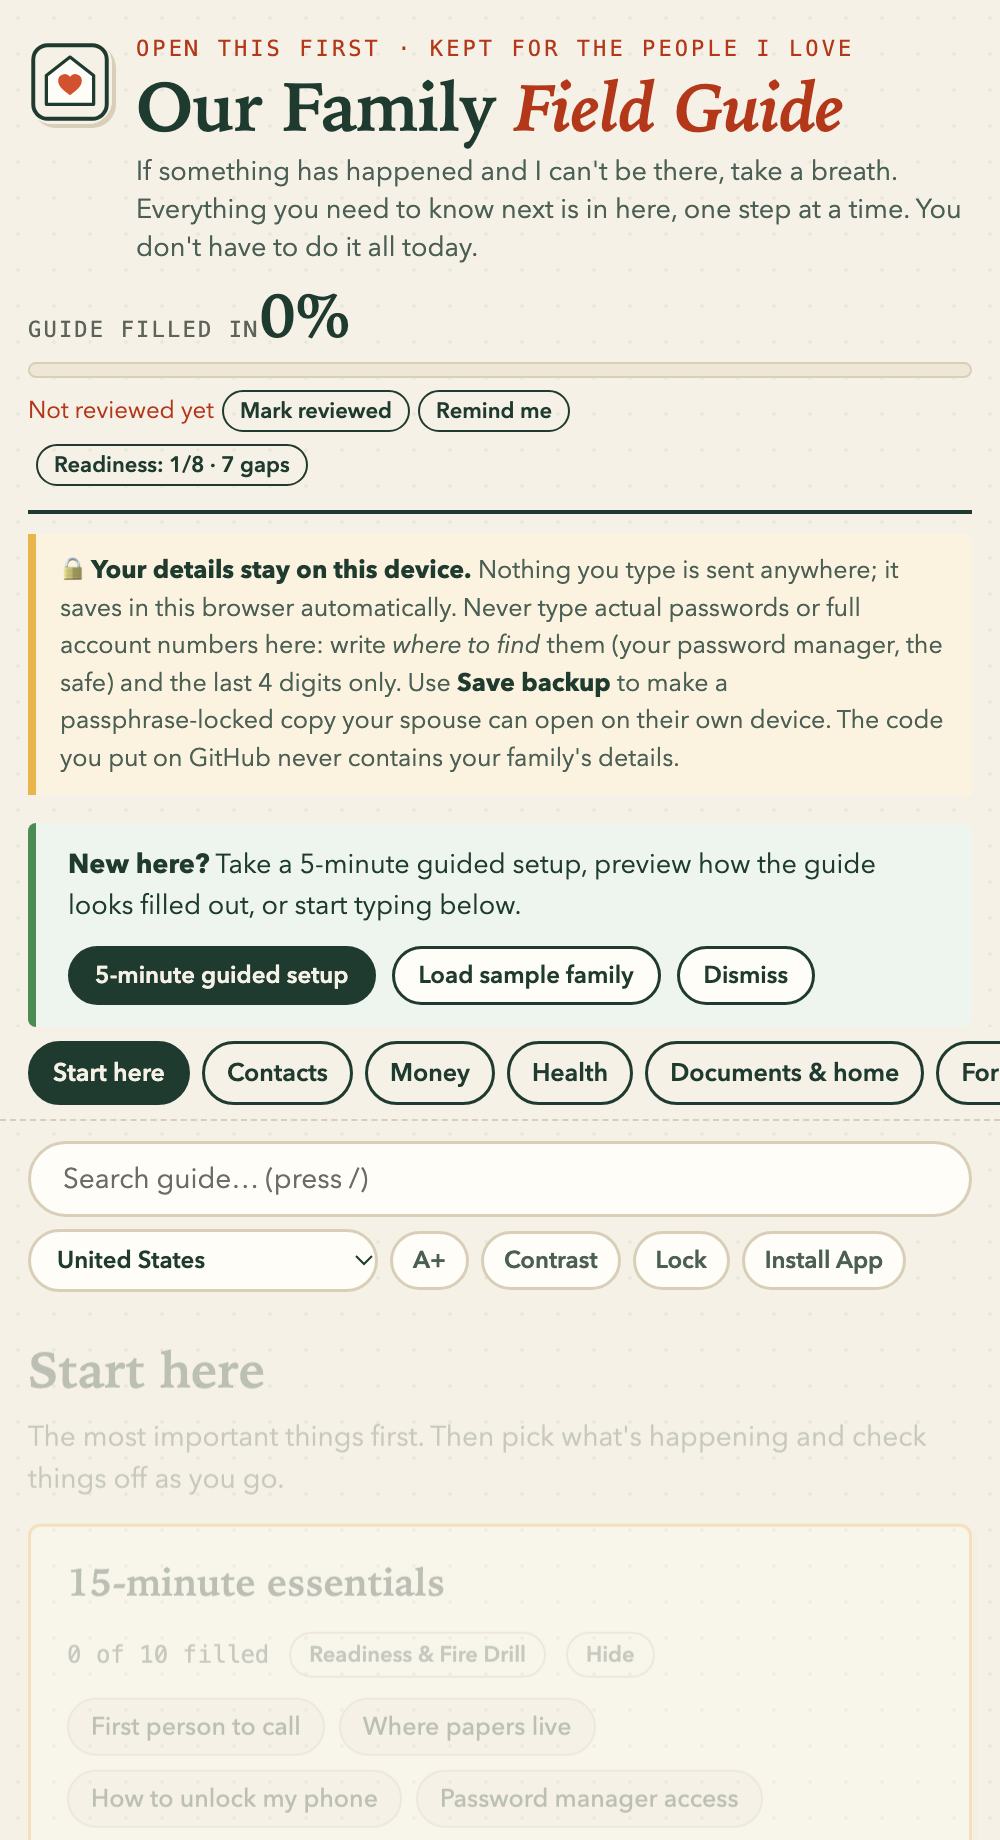 OPEN THIS FIRST · KEPT FOR THE PEOPLE I LOVE
Our Family Field Guide
If something has happened and I can't be there, take a breath.
Everything you need to know next is in here, one step at a time. You
don't have to do it all today.
GUIDE FILLED IN 0%
Not reviewed yet Mark reviewed Remind me
Readiness: 1/8 · 7 gaps
🔒 Your details stay on this device. Nothing you type is sent anywhere; it
saves in this browser automatically. Never type actual passwords or full
account numbers here: write where to find them (your password manager, the
safe) and the last 4 digits only. Use Save backup to make a
passphrase-locked copy your spouse can open on their own device. The code
you put on GitHub never contains your family's details.
New here? Take a 5-minute guided setup, preview how the guide
looks filled out, or start typing below.
5-minute guided setup Load sample family Dismiss
Start here Contacts Money Health Documents & home For
Search guide... (press /)
United States A+ Contrast Lock Install App
Start here
The most important things first. Then pick what's happening and check
things off as you go.
15-minute essentials
0 of 10 filled Readiness & Fire Drill Hide
First person to call Where papers live
How to unlock my phone Password manager access